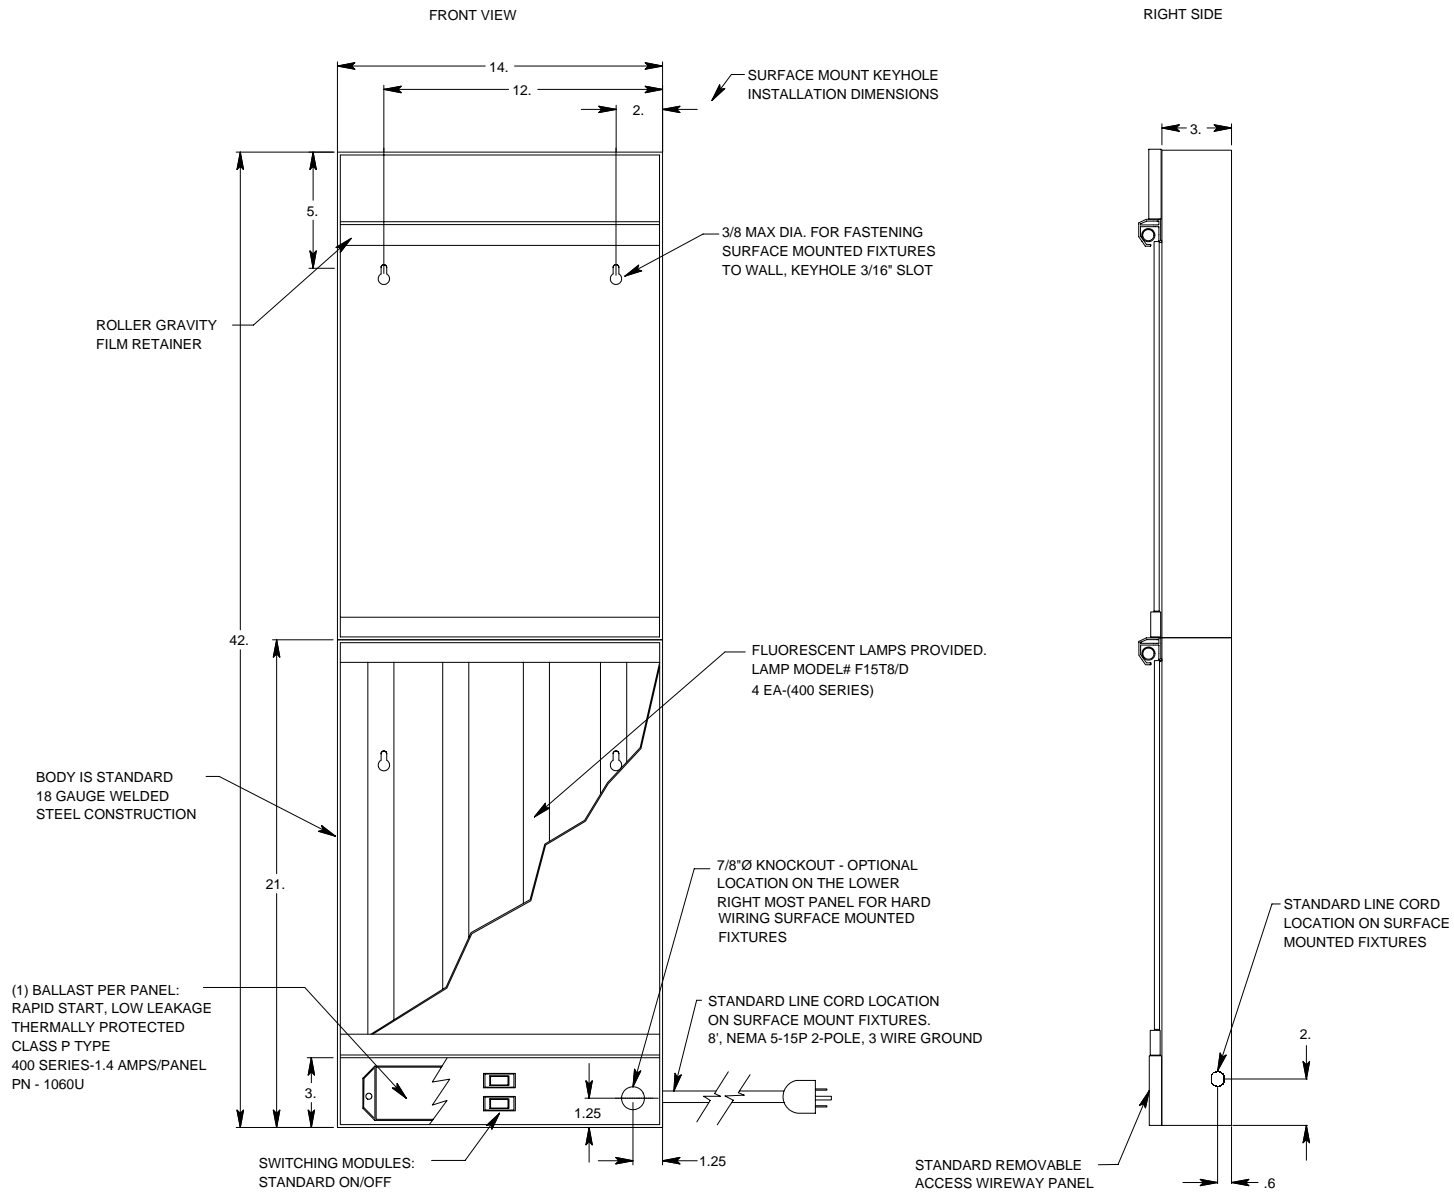 FRONT VIEW
RIGHT SIDE
14.
12.
2.
SURFACE MOUNT KEYHOLE
INSTALLATION DIMENSIONS
3.
5.
3/8 MAX DIA. FOR FASTENING
SURFACE MOUNTED FIXTURES
TO WALL, KEYHOLE 3/16" SLOT
ROLLER GRAVITY
FILM RETAINER
42.
FLUORESCENT LAMPS PROVIDED.
LAMP MODEL# F15T8/D
4 EA-(400 SERIES)
BODY IS STANDARD
18 GAUGE WELDED
STEEL CONSTRUCTION
21.
7/8"Ø KNOCKOUT - OPTIONAL
LOCATION ON THE LOWER
RIGHT MOST PANEL FOR HARD
WIRING SURFACE MOUNTED
FIXTURES
STANDARD LINE CORD
LOCATION ON SURFACE
MOUNTED FIXTURES
(1) BALLAST PER PANEL:
RAPID START, LOW LEAKAGE
THERMALLY PROTECTED
CLASS P TYPE
400 SERIES-1.4 AMPS/PANEL
PN - 1060U
STANDARD LINE CORD LOCATION
ON SURFACE MOUNT FIXTURES.
8', NEMA 5-15P 2-POLE, 3 WIRE GROUND
2.
3.
1.25
1.25
SWITCHING MODULES:
STANDARD ON/OFF
STANDARD REMOVABLE
ACCESS WIREWAY PANEL
.6